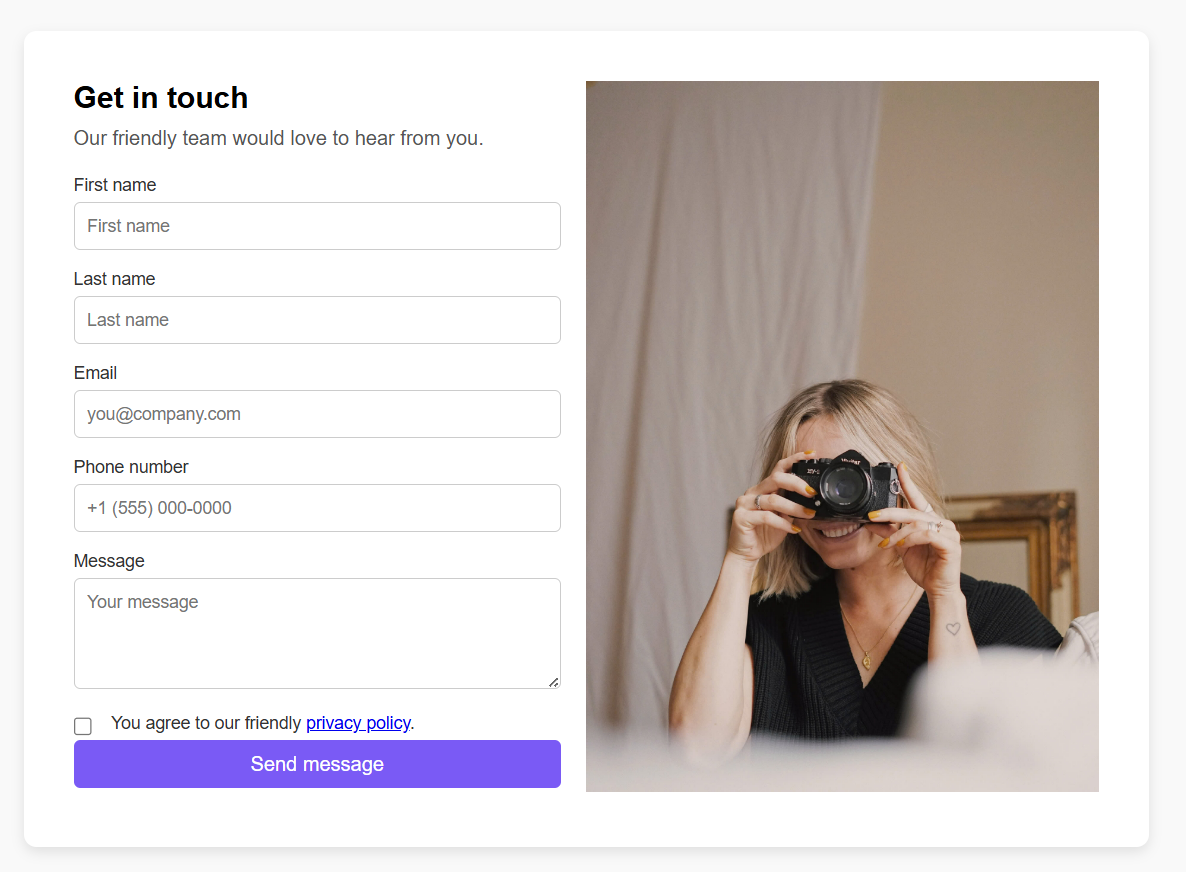 Get in touch
Our friendly team would love to hear from you.
First name
First name
Last name
Last name
Email
you@company.com
Phone number
+1 (555) 000-0000
Message
Your message
You agree to our friendly privacy policy.
Send message